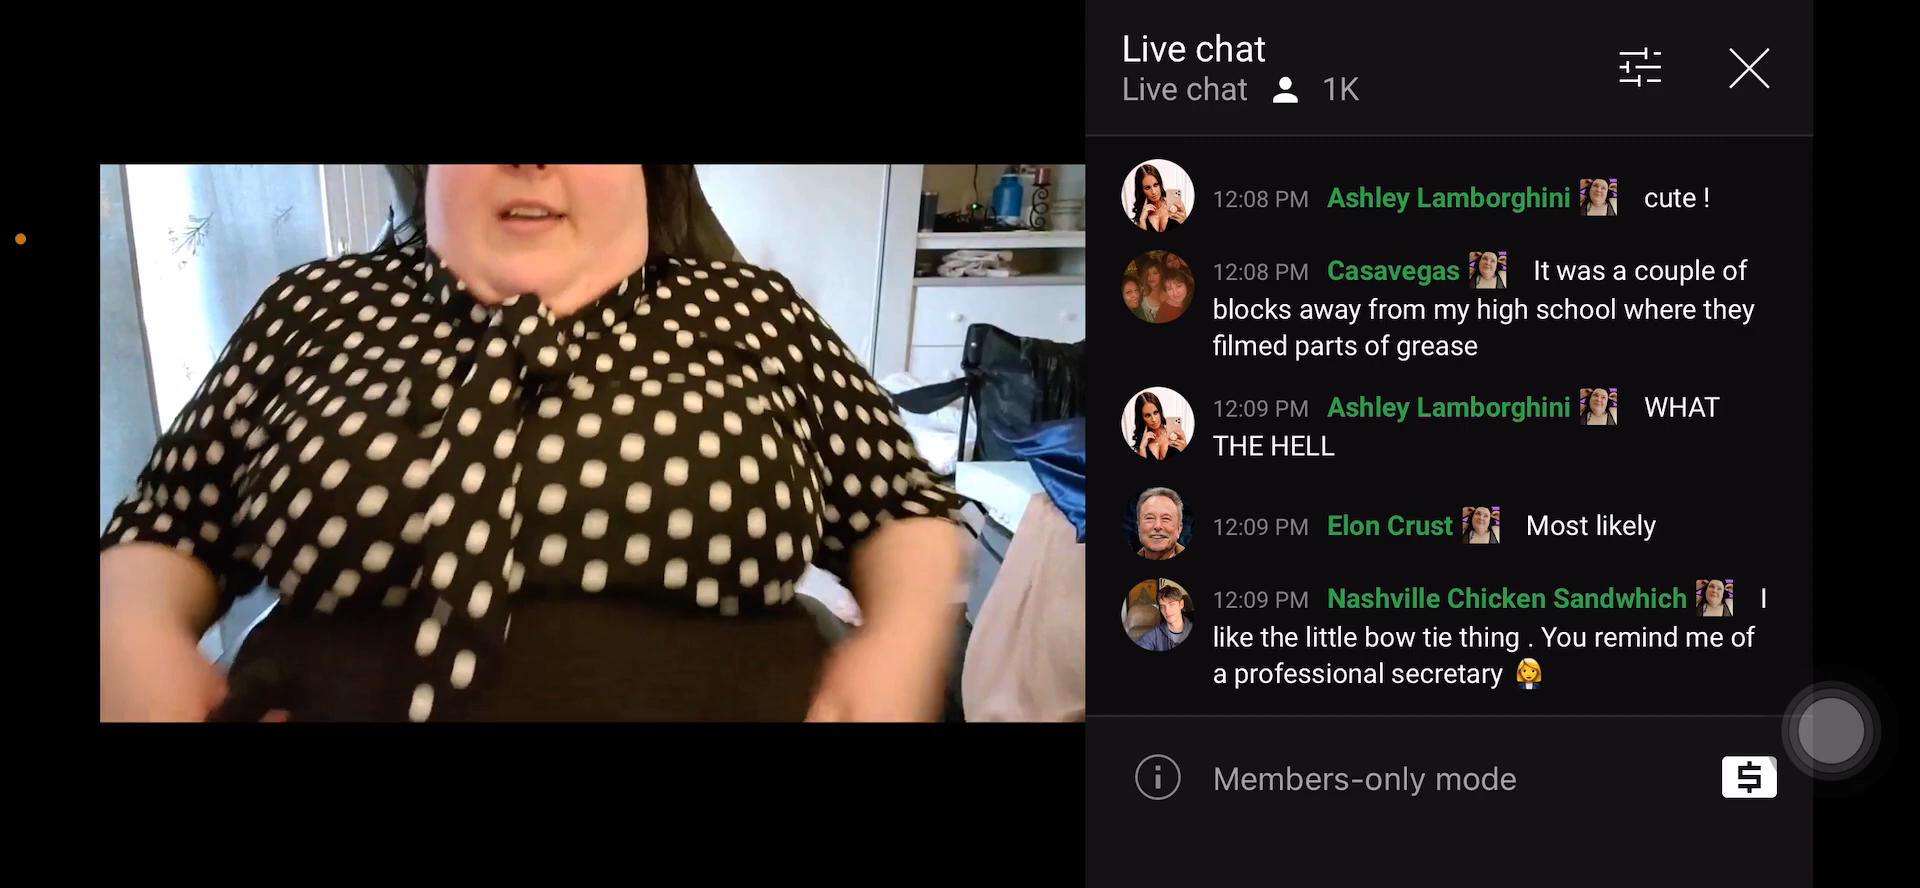 Live chat
Live chat 1K
12:08 PM Ashley Lamborghini cute !
12:08 PM Casavegas It was a couple of
blocks away from my high school where they
filmed parts of grease
12:09 PM Ashley Lamborghini WHAT
THE HELL
12:09 PM Elon Crust Most likely
12:09 PM Nashville Chicken Sandwhich I
like the little bow tie thing . You remind me of
a professional secretary 👩‍💼
Members-only mode
$